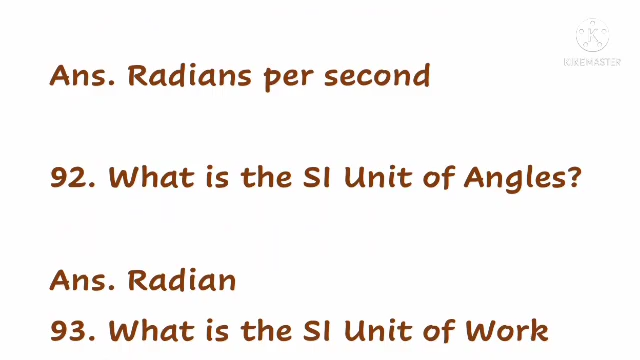 KINEMASTER
Ans. Radians per second
92. What is the SI Unit of Angles?
Ans. Radian
93. What is the SI Unit of Work